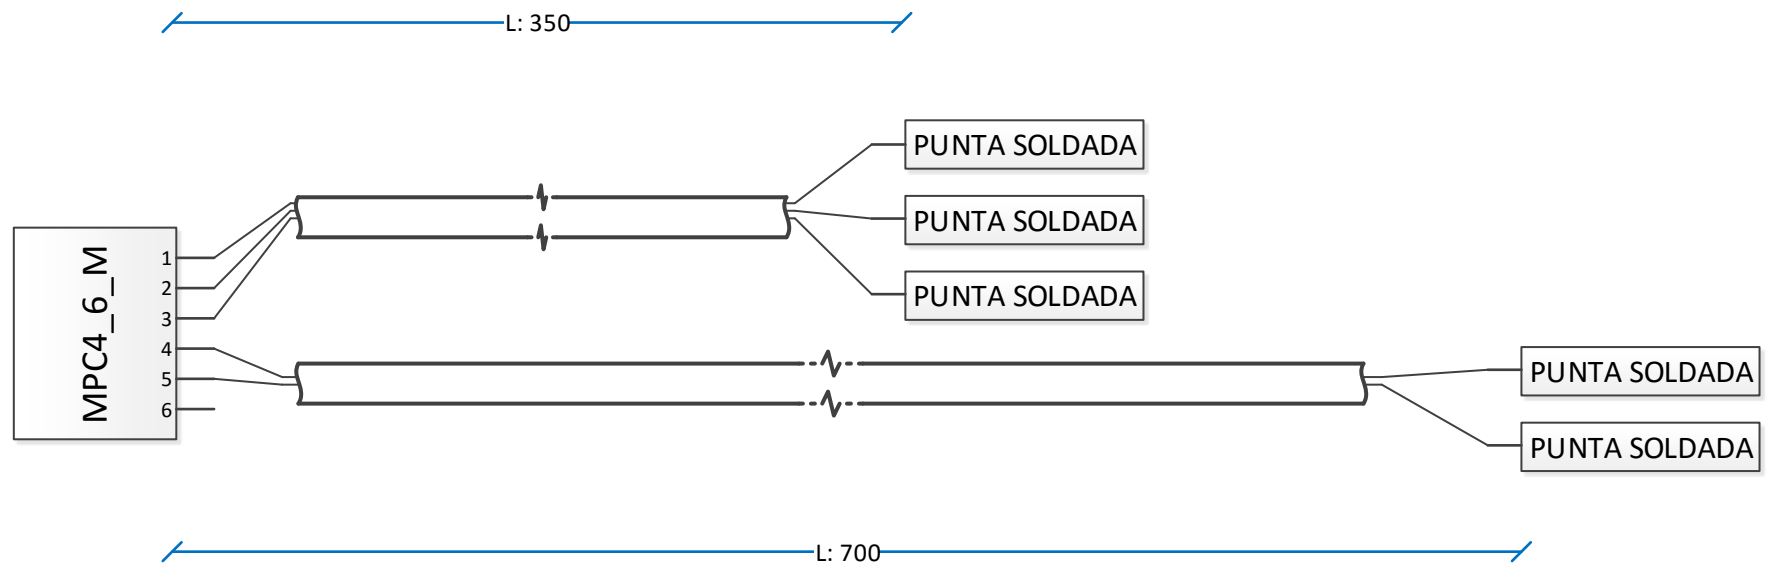 L: 350
PUNTA SOLDADA
PUNTA SOLDADA
PUNTA SOLDADA
MPC4_6_M
1
2
3
4
5
6
PUNTA SOLDADA
PUNTA SOLDADA
L: 700